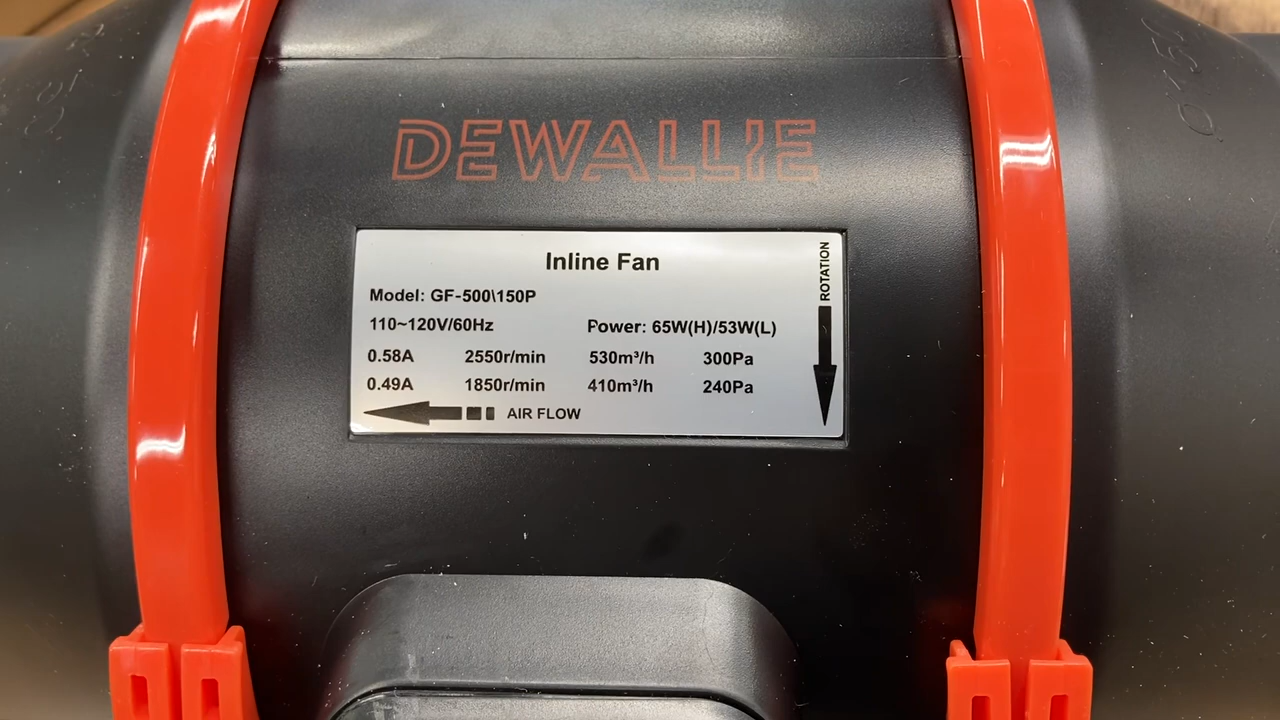 DEWALLIE
Inline Fan
Model: GF-500\150P
110~120V/60Hz Power: 65W(H)/53W(L)
0.58A 2550r/min 530m³/h 300Pa
0.49A 1850r/min 410m³/h 240Pa
AIR FLOW
ROTATION